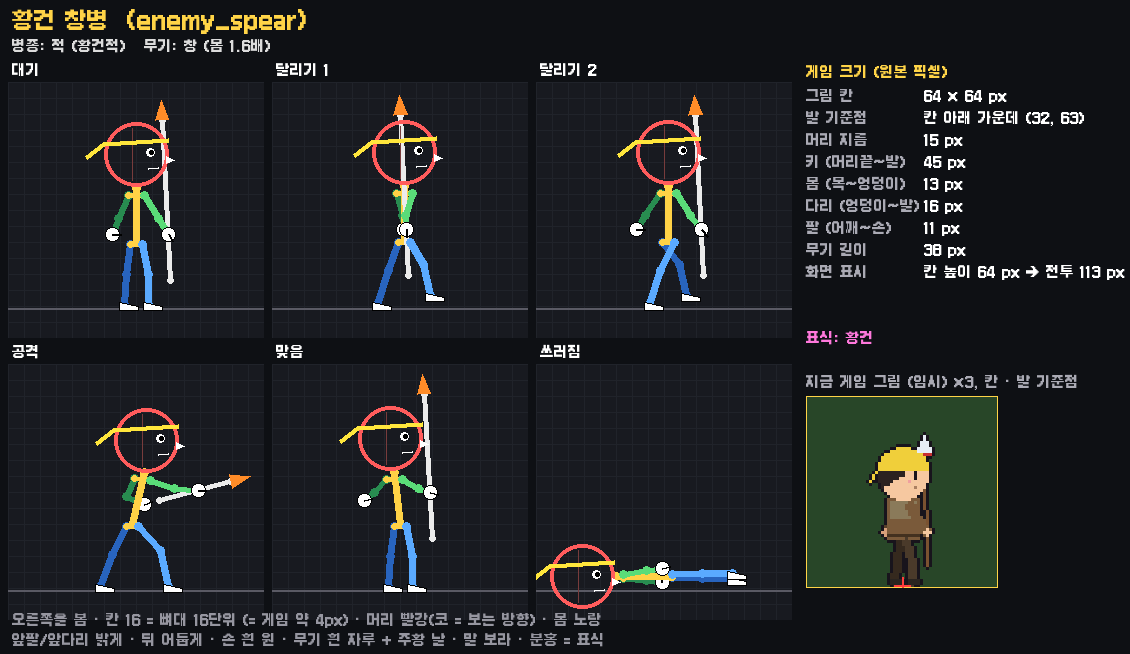 황건 창병 (enemy_spear)
병종: 적 (황건적) 무기: 창 (몸 1.6배)
대기
달리기 1
달리기 2
공격
맞음
쓰러짐
오른쪽을 봄 · 칸 16 = 뼈대 16단위 (= 게임 약 4px) · 머리 빨강(코 = 보는 방향) · 몸 노랑
앞팔/앞다리 밝게 · 뒤 어둡게 · 손 흰 원 · 무기 흰 자루 + 주황 날 · 말 보라 · 분홍 = 표식
게임 크기 (원본 픽셀)
그림 칸 64 × 64 px
발 기준점 칸 아래 가운데 (32, 63)
머리 지름 15 px
키 (머리끝~발) 45 px
몸 (목~엉덩이) 13 px
다리 (엉덩이~발) 16 px
팔 (어깨~손) 11 px
무기 길이 38 px
화면 표시 칸 높이 64 px → 전투 113 px
표식: 황건
지금 게임 그림 (임시) ×3, 칸 · 발 기준점